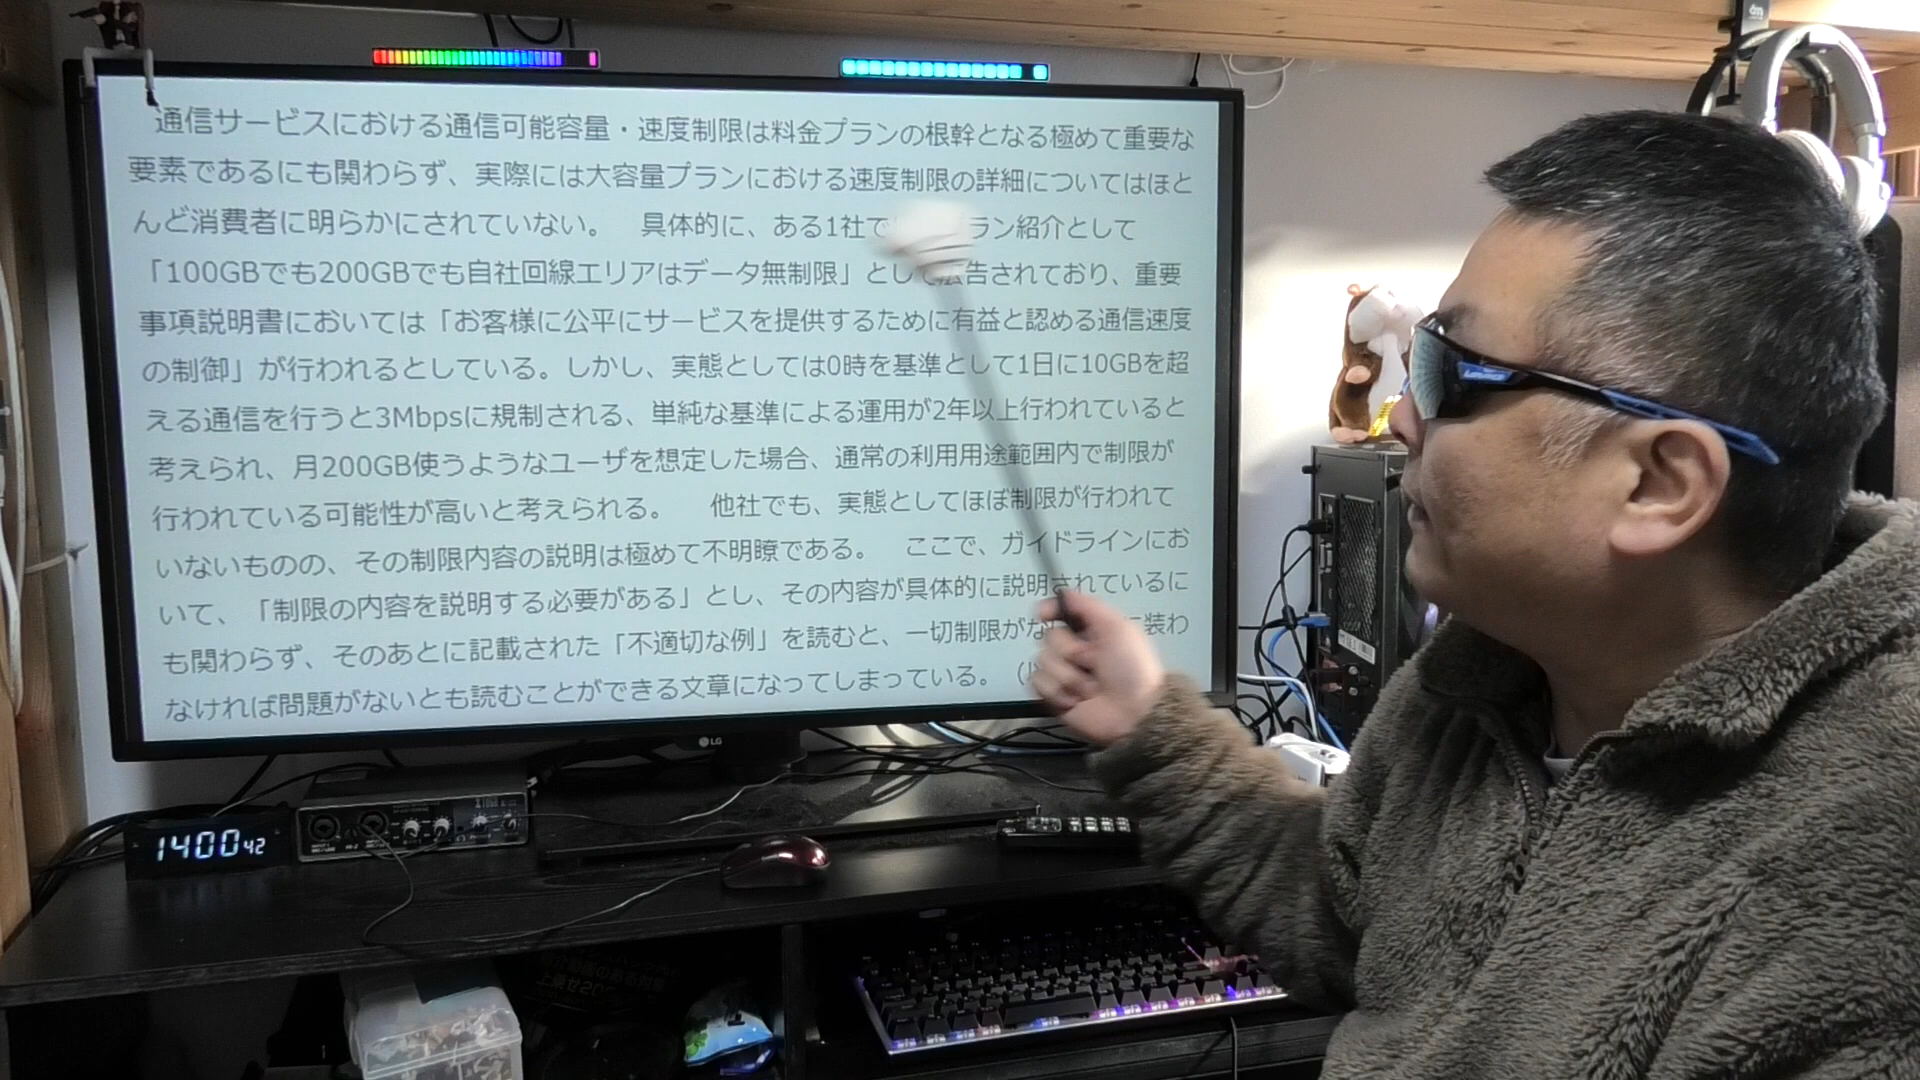 通信サービスにおける通信可能容量・速度制限は料金プランの根幹となる極めて重要な
要素であるにも関わらず、実際には大容量プランにおける速度制限の詳細についてはほと
んど消費者に明らかにされていない。　具体的に、ある1社で ラン紹介として
「100GBでも200GBでも自社回線エリアはデータ無制限」として広告されており、重要
事項説明書においては「お客様に公平にサービスを提供するために有益と認める通信速度
の制御」が行われるとしている。しかし、実態としては0時を基準として1日に10GBを超
える通信を行うと3Mbpsに規制される、単純な基準による運用が2年以上行われていると
考えられ、月200GB使うようなユーザを想定した場合、通常の利用用途範囲内で制限が
行われている可能性が高いと考えられる。　他社でも、実態としてほぼ制限が行われて
いないものの、その制限内容の説明は極めて不明瞭である。　ここで、ガイドラインにお
いて、「制限の内容を説明する必要がある」とし、その内容が具体的に説明されているに
も関わらず、そのあとに記載された「不適切な例」を読むと、一切制限がな に装わ
なければ問題がないとも読むことができる文章になってしまっている。（
LG
1400 42